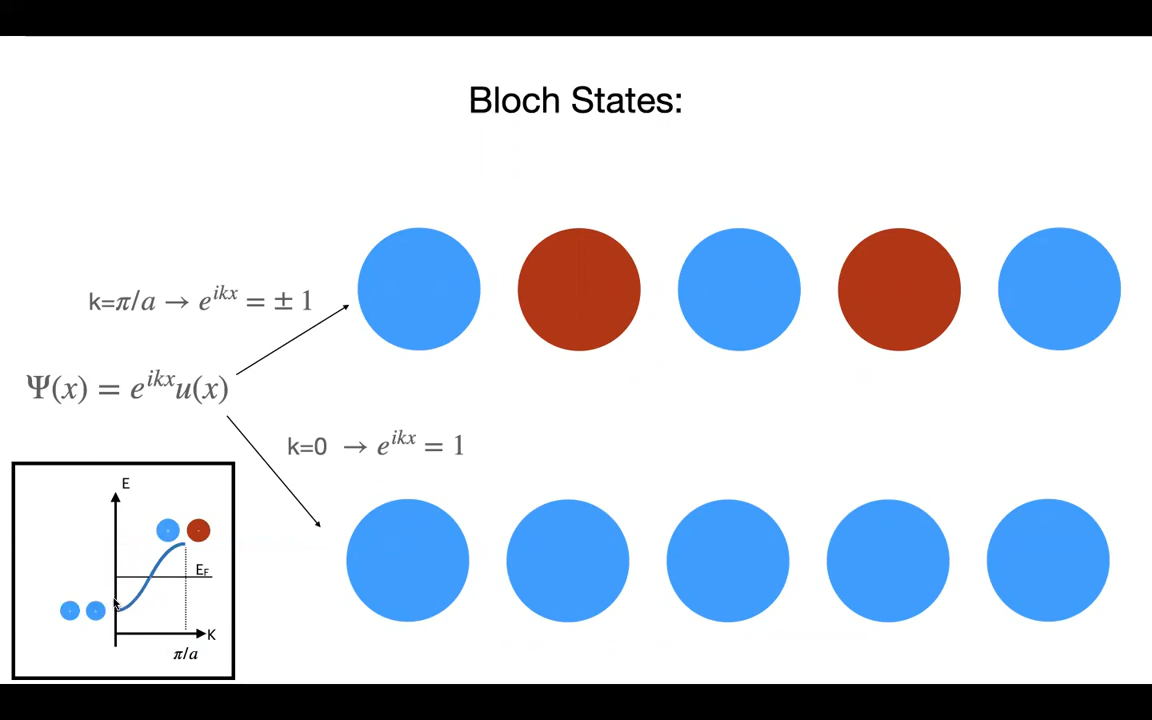 Bloch States:
k=π/a → e^{ikx} = ± 1
Ψ(x) = e^{ikx}u(x)
k=0 → e^{ikx} = 1
E
E_F
K
π/a